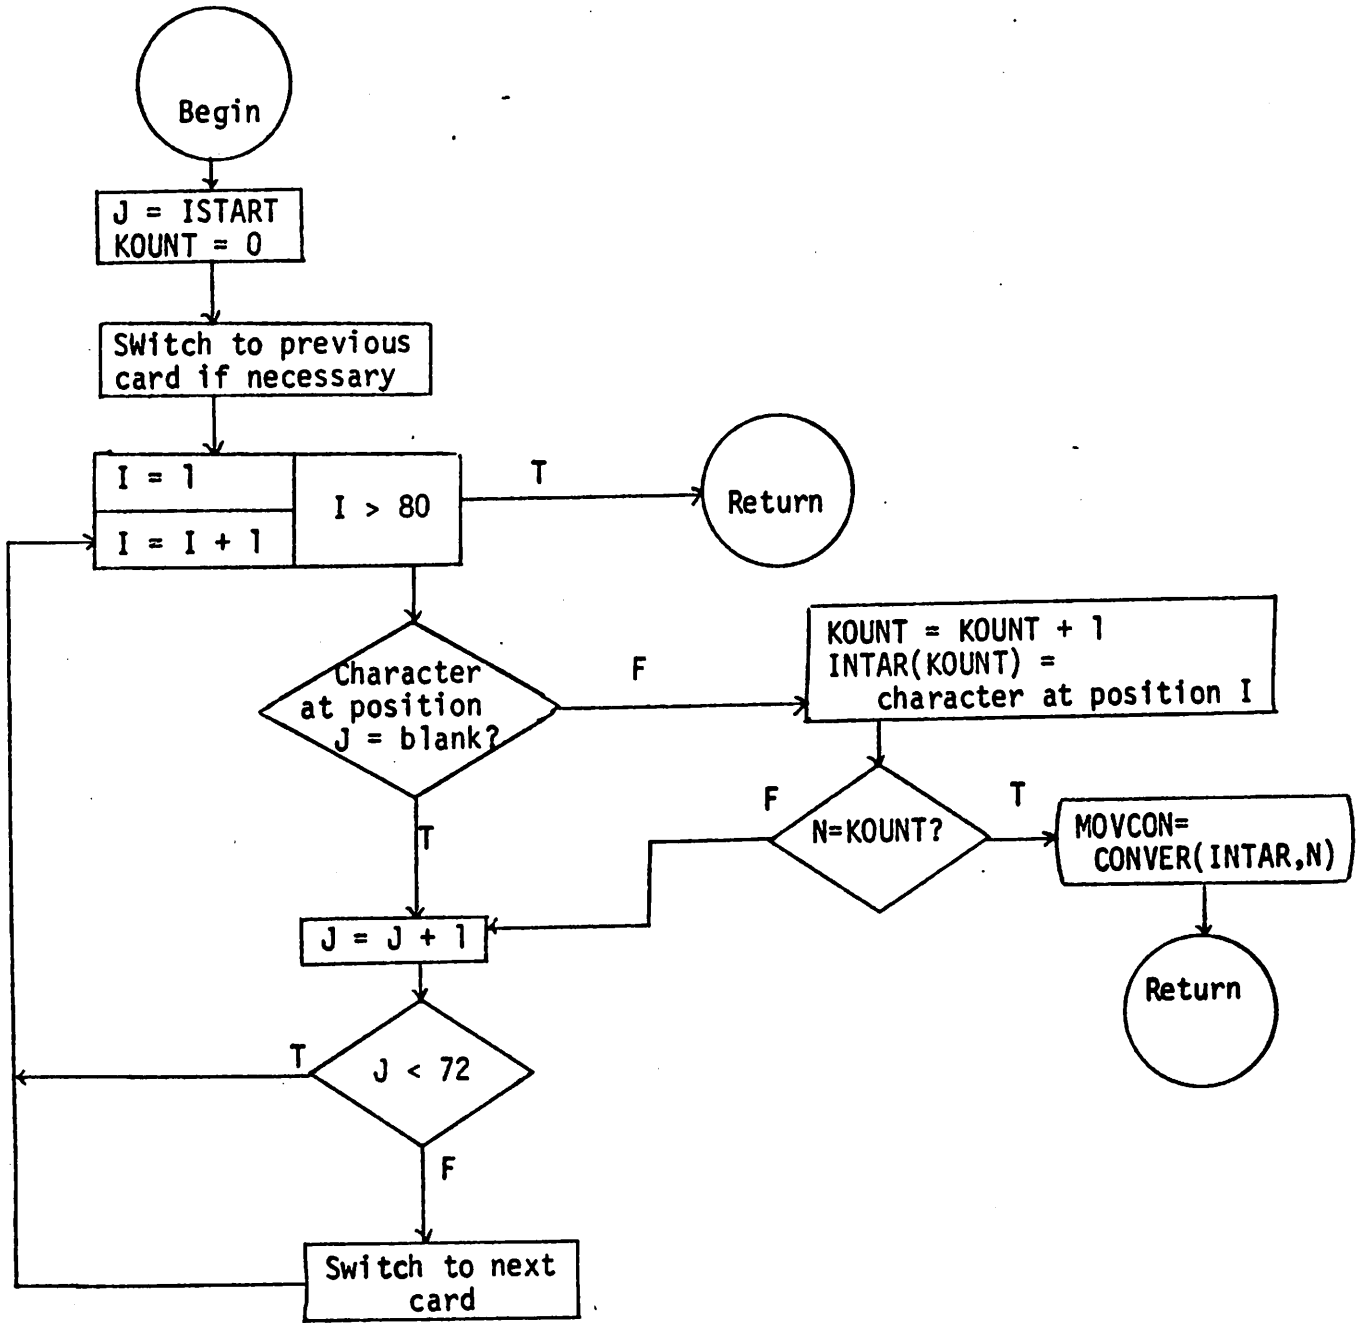 Begin
J = ISTART
KOUNT = 0
SWitch to previous
card if necessary
I = 1
I = I + 1
I > 80
T
Return
Character
at position
J = blank?
F
KOUNT = KOUNT + 1
INTAR(KOUNT) =
character at position I
T
F
N=KOUNT?
T
MOVCON=
CONVER(INTAR,N)
Return
J = J + 1
T
J < 72
F
Switch to next
card